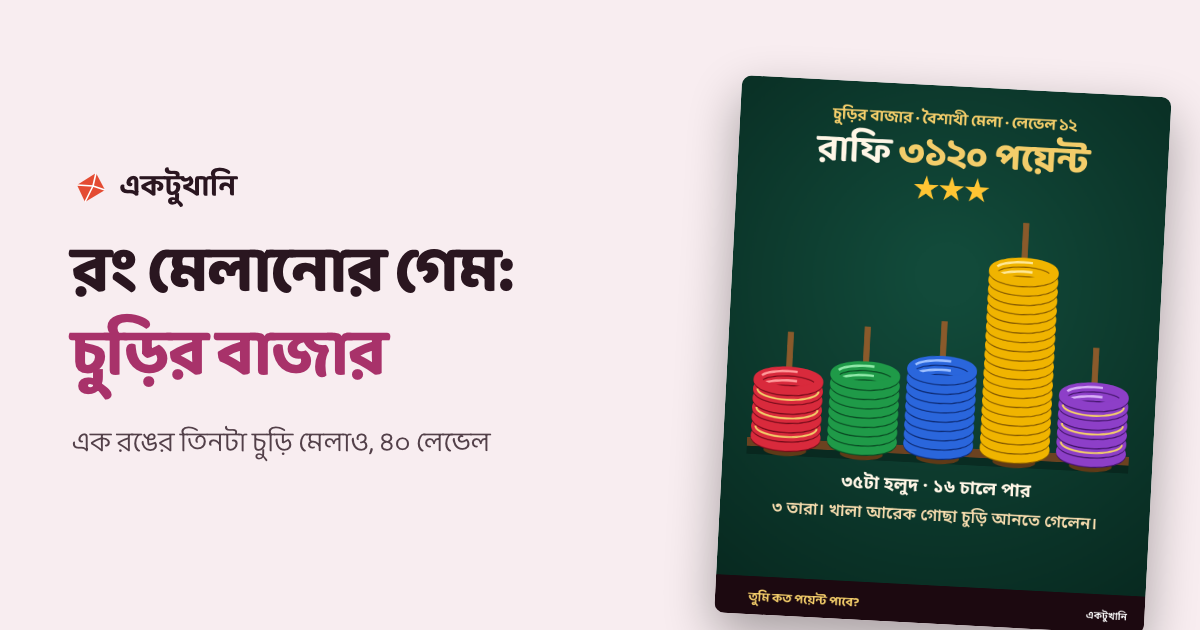 একটুখানি
রং মেলানোর গেম:
চুড়ির বাজার
এক রঙের তিনটা চুড়ি মেলাও, ৪০ লেভেল
চুড়ির বাজার · বৈশাখী মেলা · লেভেল ১২
রাফি ৩১২০ পয়েন্ট
★★★
৩৫টা হলুদ · ১৬ চালে পার
৩ তারা। খালা আরেক গোছা চুড়ি আনতে গেলেন।
তুমি কত পয়েন্ট পাবে?
একটুখানি